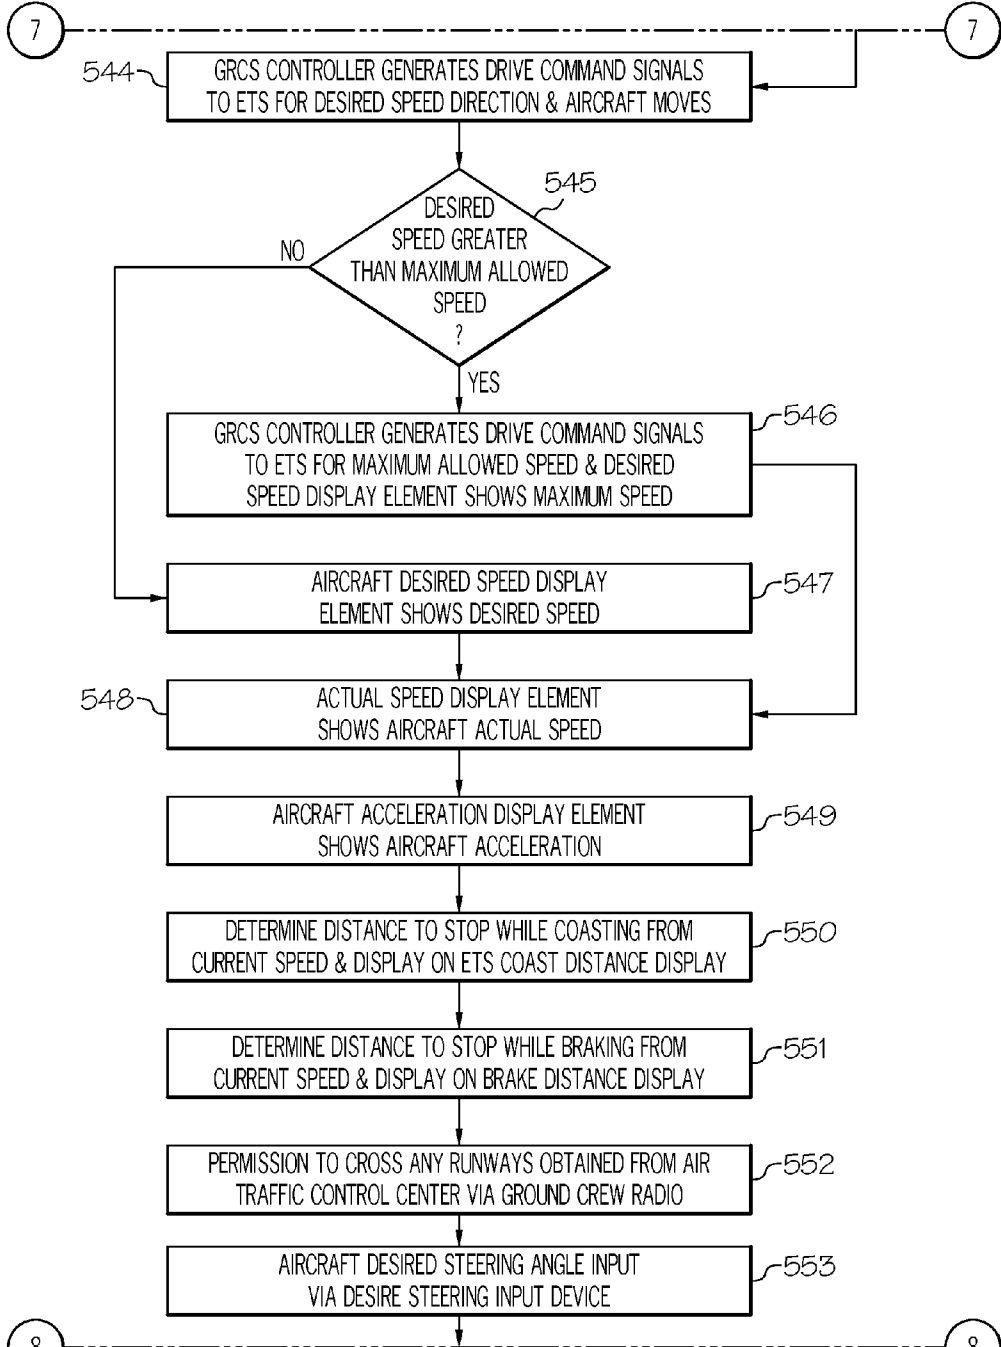 7
7
544
GRCS CONTROLLER GENERATES DRIVE COMMAND SIGNALS
TO ETS FOR DESIRED SPEED DIRECTION & AIRCRAFT MOVES
545
DESIRED
SPEED GREATER
THAN MAXIMUM ALLOWED
SPEED
?
NO
YES
546
GRCS CONTROLLER GENERATES DRIVE COMMAND SIGNALS
TO ETS FOR MAXIMUM ALLOWED SPEED & DESIRED
SPEED DISPLAY ELEMENT SHOWS MAXIMUM SPEED
547
AIRCRAFT DESIRED SPEED DISPLAY
ELEMENT SHOWS DESIRED SPEED
548
ACTUAL SPEED DISPLAY ELEMENT
SHOWS AIRCRAFT ACTUAL SPEED
549
AIRCRAFT ACCELERATION DISPLAY ELEMENT
SHOWS AIRCRAFT ACCELERATION
550
DETERMINE DISTANCE TO STOP WHILE COASTING FROM
CURRENT SPEED & DISPLAY ON ETS COAST DISTANCE DISPLAY
551
DETERMINE DISTANCE TO STOP WHILE BRAKING FROM
CURRENT SPEED & DISPLAY ON BRAKE DISTANCE DISPLAY
552
PERMISSION TO CROSS ANY RUNWAYS OBTAINED FROM AIR
TRAFFIC CONTROL CENTER VIA GROUND CREW RADIO
553
AIRCRAFT DESIRED STEERING ANGLE INPUT
VIA DESIRE STEERING INPUT DEVICE
8
8